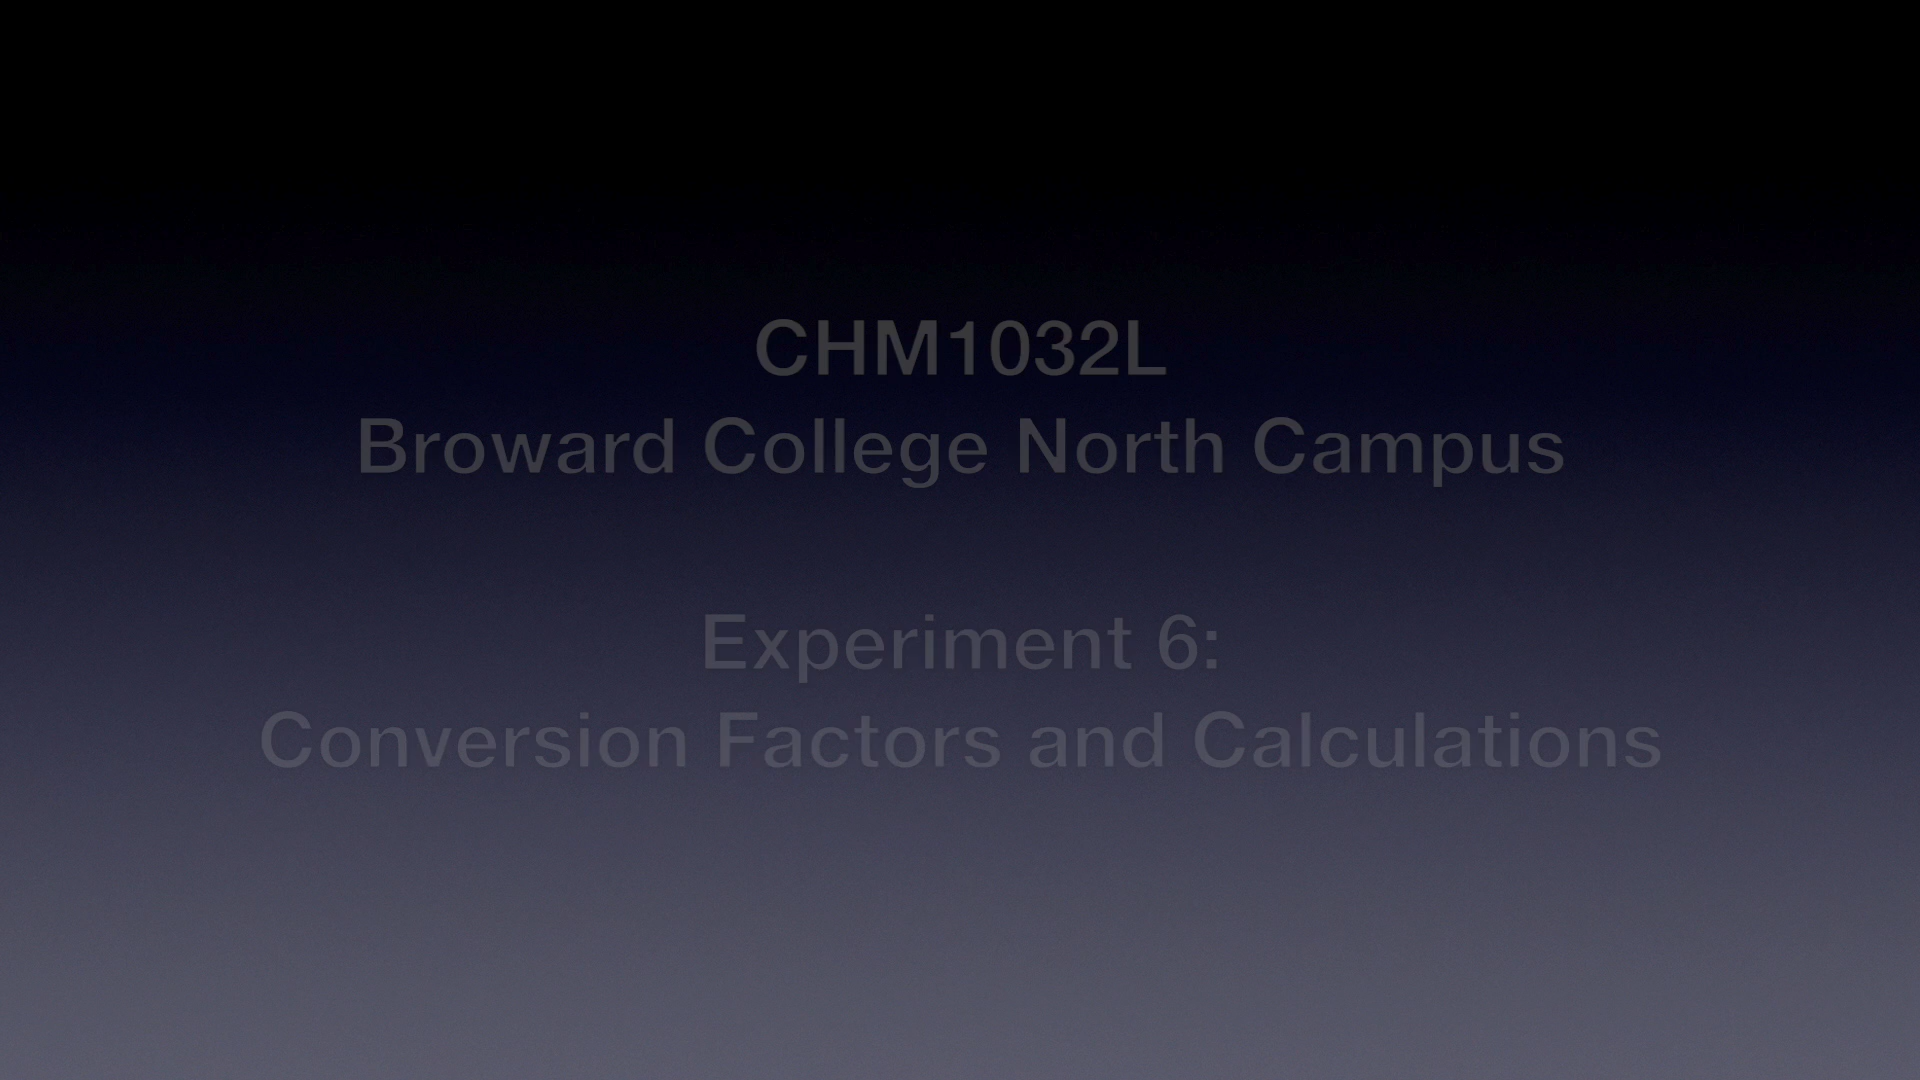 CHM1032L
Broward College North Campus
Experiment 6:
Conversion Factors and Calculations